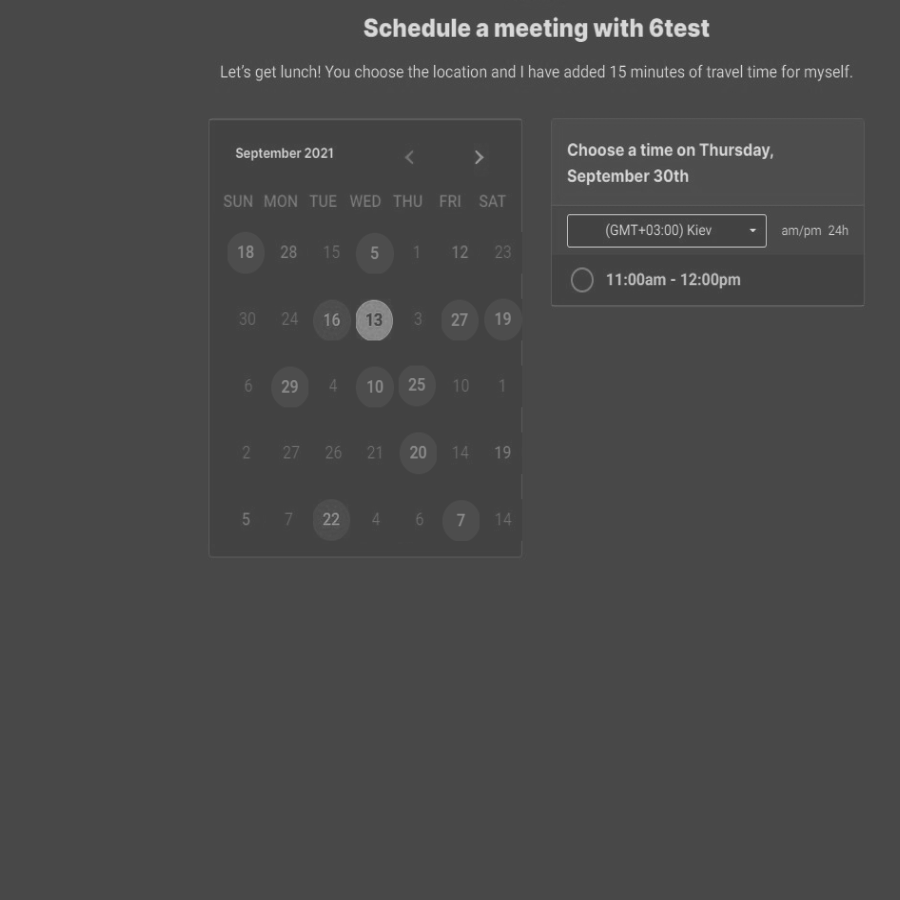 Schedule a meeting with 6test
Let's get lunch! You choose the location and I have added 15 minutes of travel time for myself.
September 2021
SUN MON TUE WED THU FRI SAT
18 28 15 5 1 12 23
30 24 16 13 3 27 19
6 29 4 10 25 10 1
2 27 26 21 20 14 19
5 7 22 4 6 7 14
Choose a time on Thursday,
September 30th
(GMT+03:00) Kiev am/pm 24h
11:00am - 12:00pm